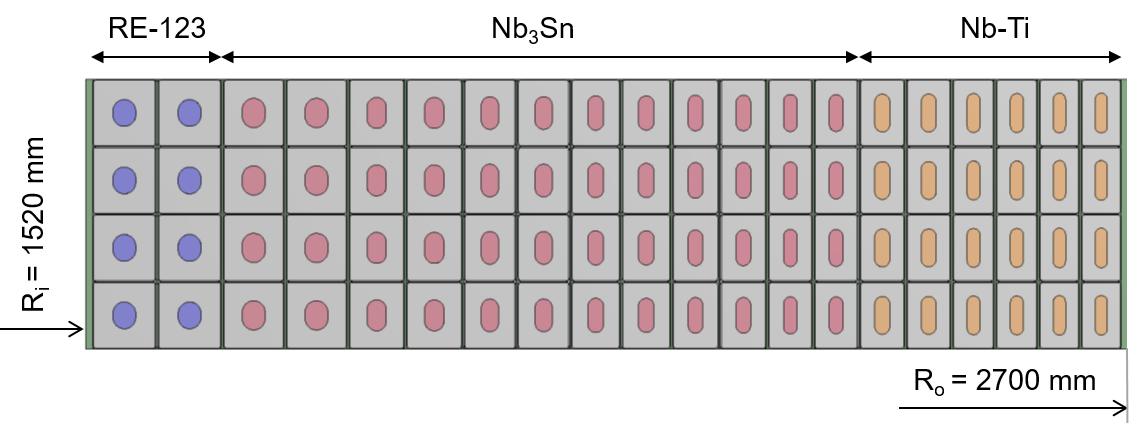 RE-123
Nb₃Sn
Nb-Ti
Rᵢ = 1520 mm
Rₒ = 2700 mm